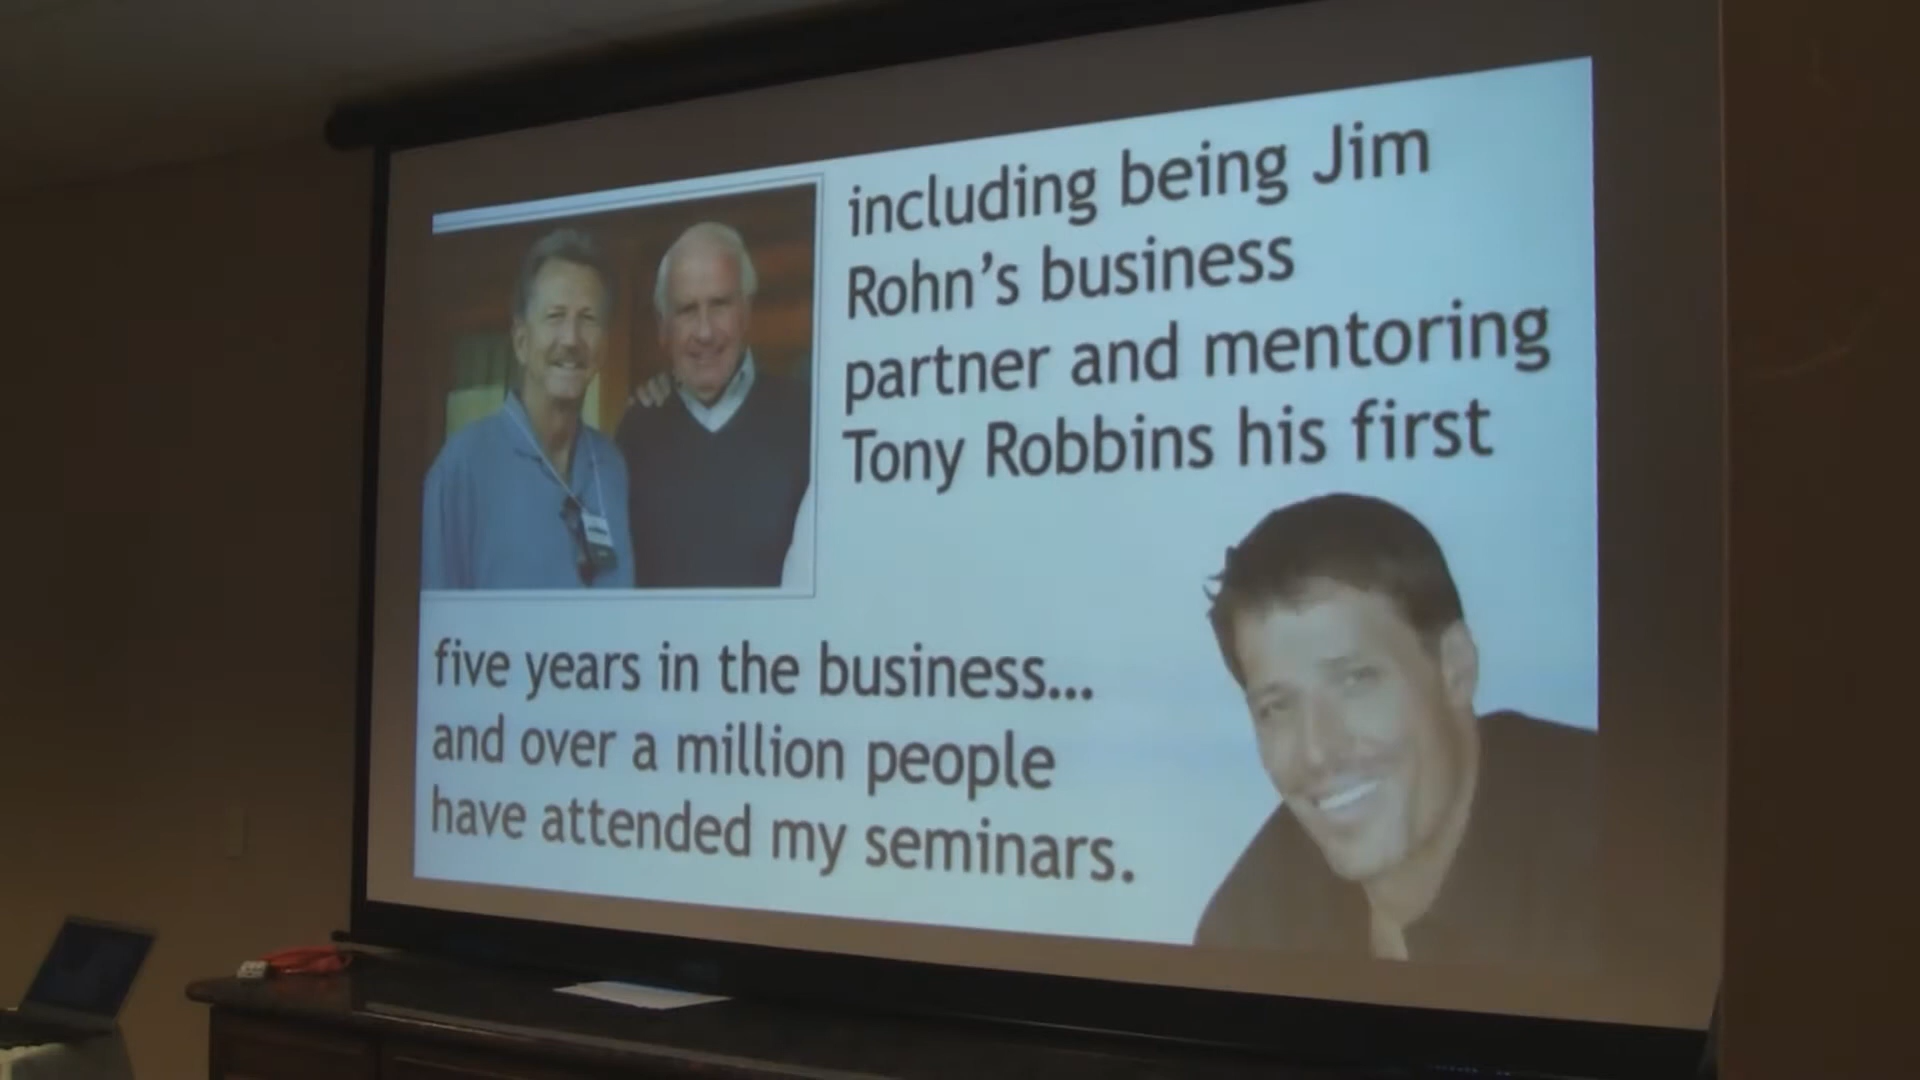 including being Jim
Rohn's business
partner and mentoring
Tony Robbins his first
five years in the business...
and over a million people
have attended my seminars.